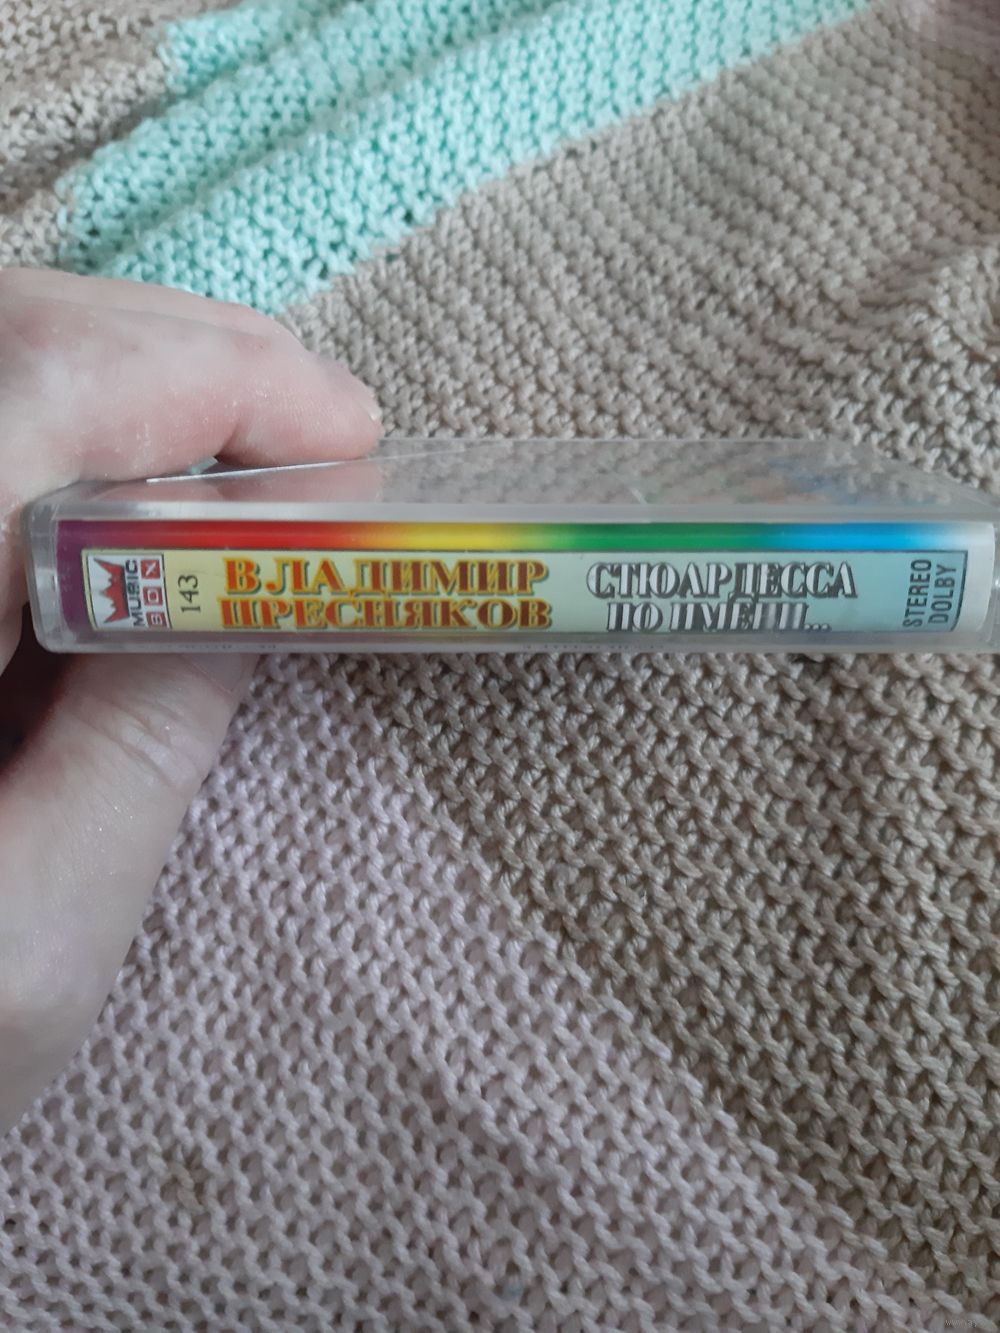 MUSIC
BOX
143
ВЛАДИМИР
ПРЕСНЯКОВ
СТЮАРДЕССА
ПО ИМЕНИ...
STEREO
DOLBY